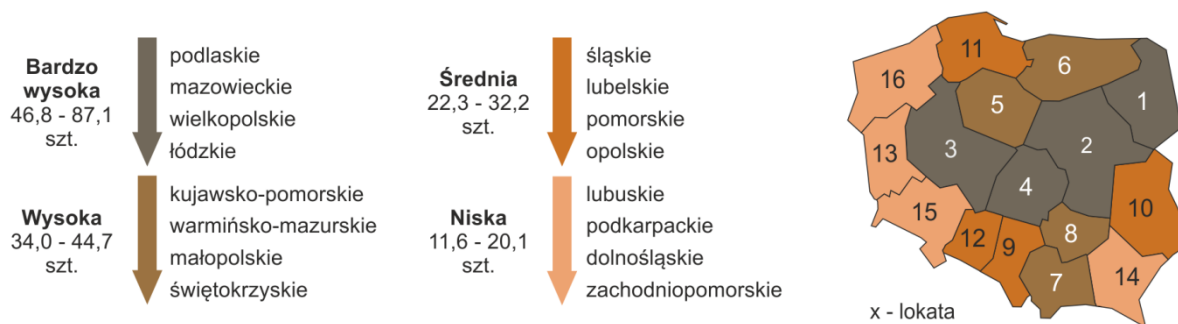 Bardzo
wysoka
46,8 - 87,1
szt.
podlaskie
mazowieckie
wielkopolskie
łódzkie
Wysoka
34,0 - 44,7
szt.
kujawsko-pomorskie
warmińsko-mazurskie
małopolskie
świętokrzyskie
Średnia
22,3 - 32,2
szt.
śląskie
lubelskie
pomorskie
opolskie
Niska
11,6 - 20,1
szt.
lubuskie
podkarpackie
dolnośląskie
zachodniopomorskie
11
6
16
1
5
2
3
13
4
10
15
8
12
9
7
14
x - lokata